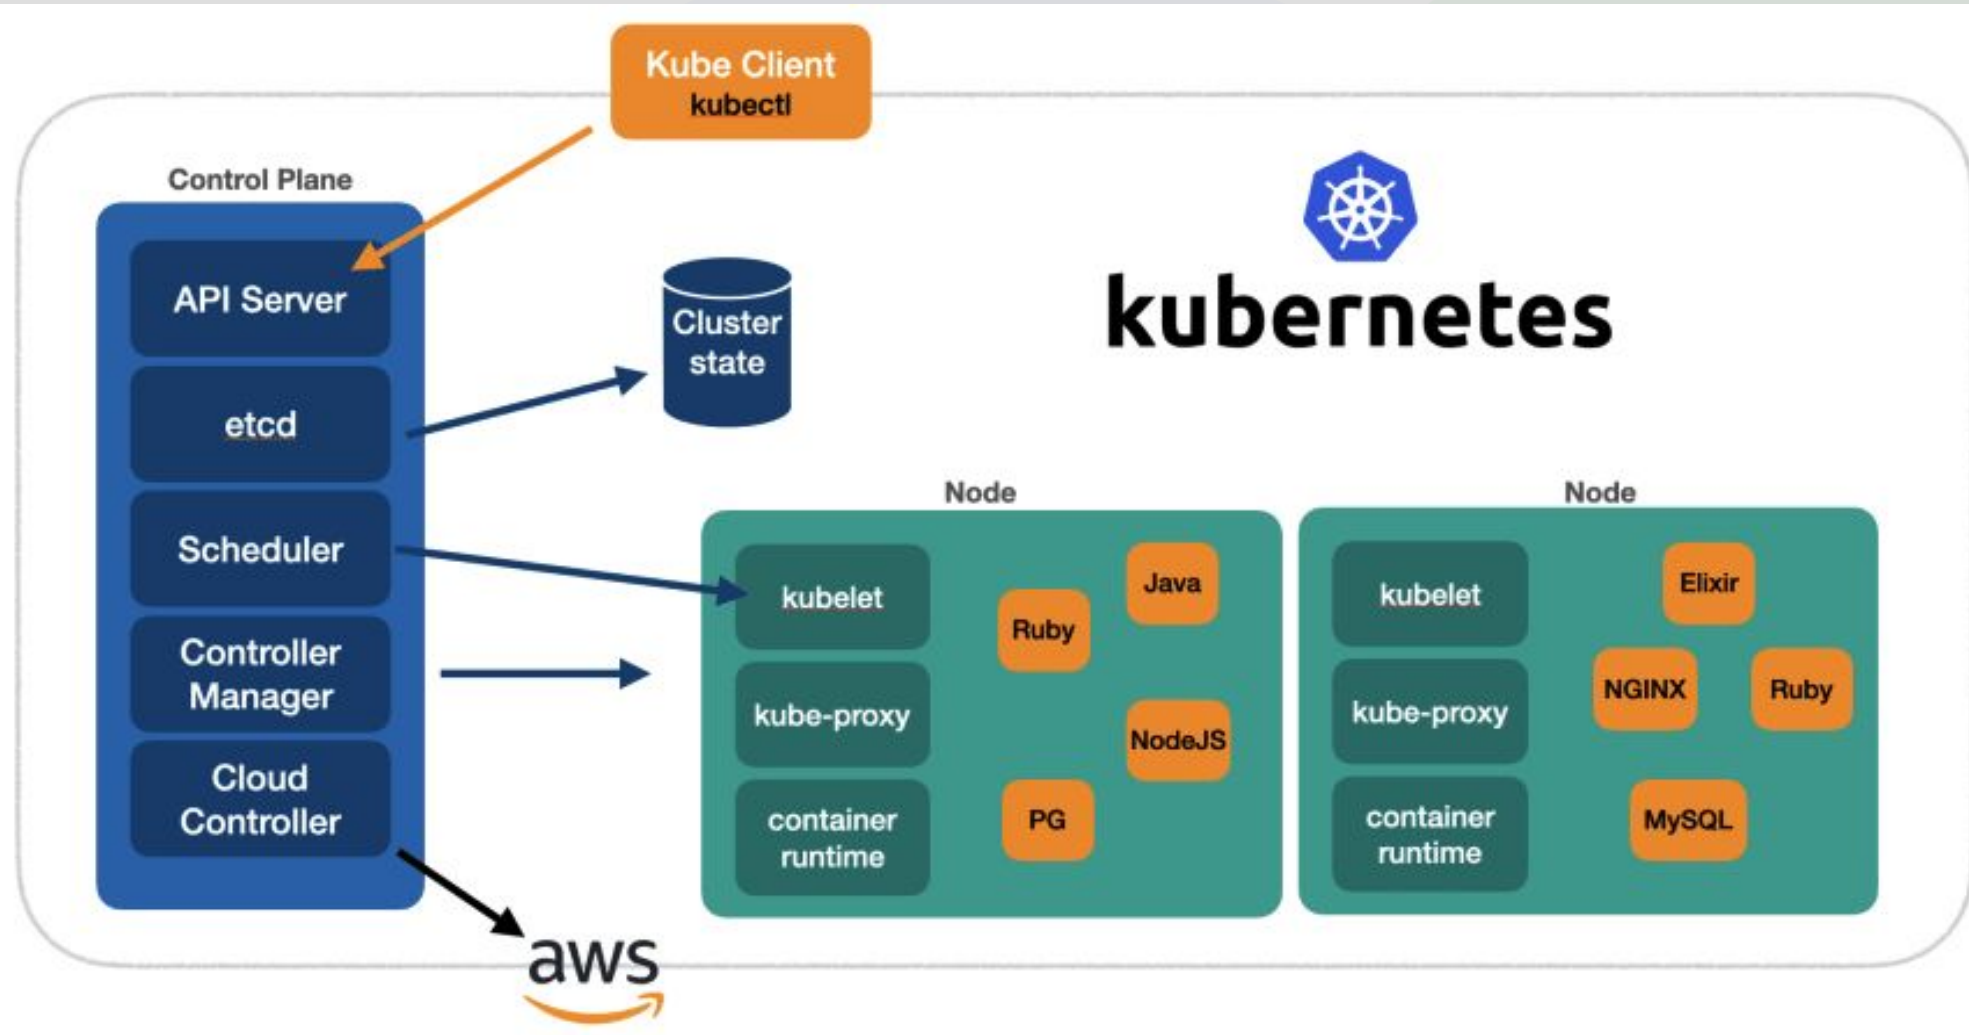 Kube Client
kubectl
Control Plane
API Server
etcd
Scheduler
Controller
Manager
Cloud
Controller
Cluster
state
kubernetes
Node
kubelet
kube-proxy
container
runtime
Java
Ruby
NodeJS
PG
Node
kubelet
kube-proxy
container
runtime
Elixir
NGINX
Ruby
MySQL
aws